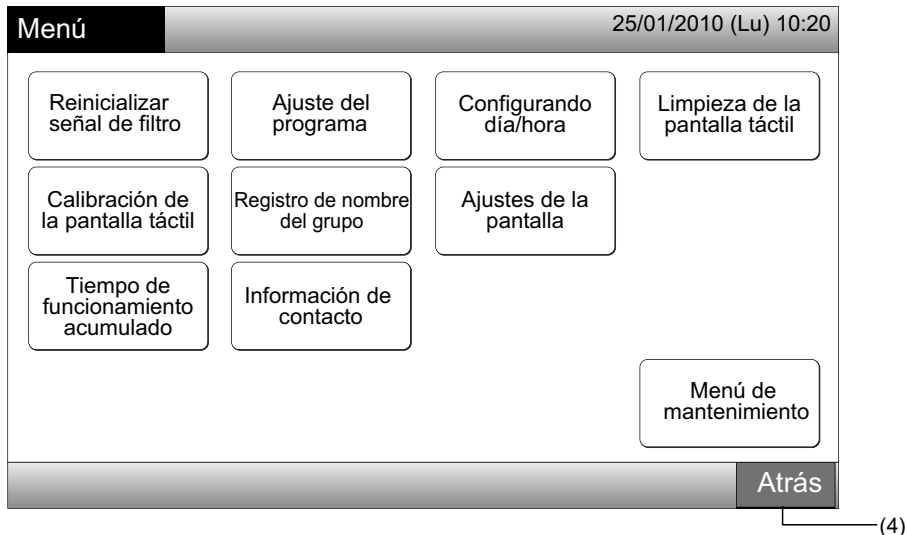 Menú
25/01/2010 (Lu) 10:20
Reinicializar
señal de filtro
Ajuste del
programa
Configurando
día/hora
Limpieza de la
pantalla táctil
Calibración de
la pantalla táctil
Registro de nombre
del grupo
Ajustes de la
pantalla
Tiempo de
funcionamiento
acumulado
Información de
contacto
Menú de
mantenimiento
Atrás
(4)